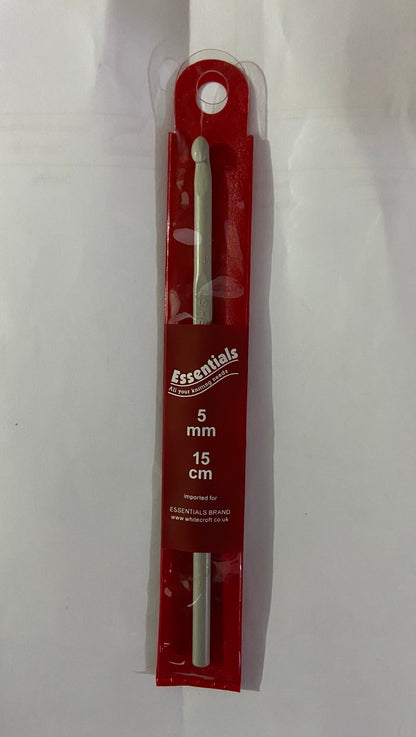 Essentials
All your knitting needs
5
mm
15
cm
Imported for
ESSENTIALS BRAND
www.whitecroft.co.uk